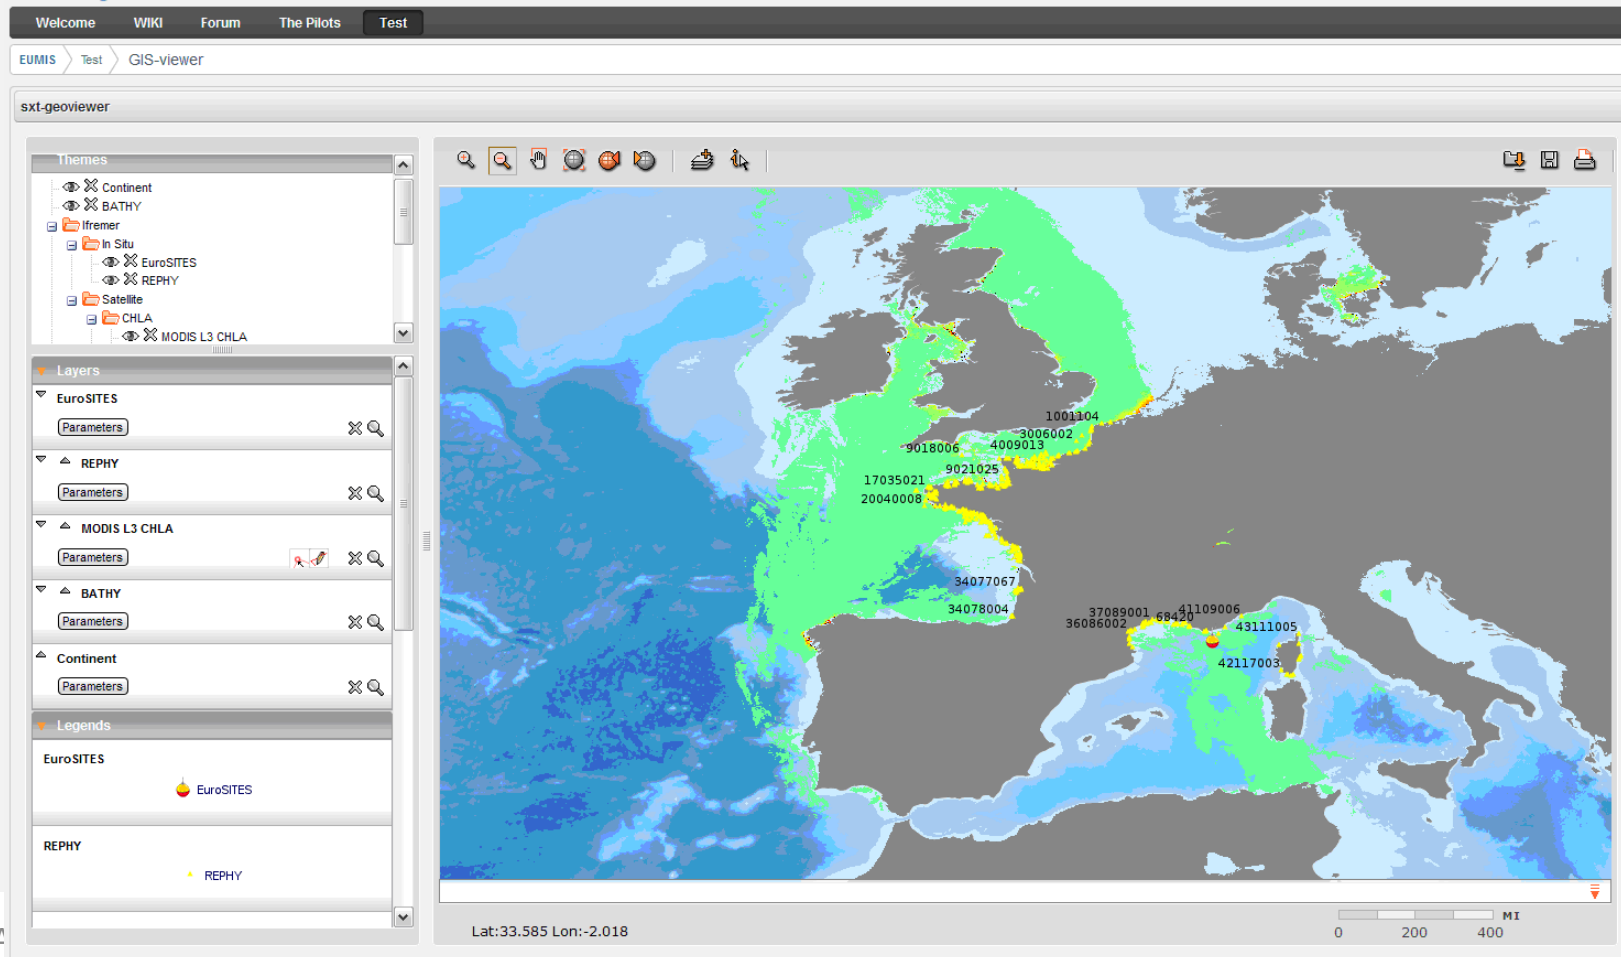 Welcome WIKI Forum The Pilots Test
EUMIS Test GIS-viewer
sxt-geoviewer
Themes
Continent
BATHY
Ifremer
In Situ
EuroSITES
REPHY
Satellite
CHLA
MODIS L3 CHLA
Layers
EuroSITES
Parameters
REPHY
Parameters
MODIS L3 CHLA
Parameters
BATHY
Parameters
Continent
Parameters
Legends
EuroSITES
EuroSITES
REPHY
REPHY
1001104
3006002
4009013
9018006
9021025
17035021
20040008
34077067
34078004
37089001
41109006
68420
36086002
43111005
42117003
Lat:33.585 Lon:-2.018
MI
0 200 400